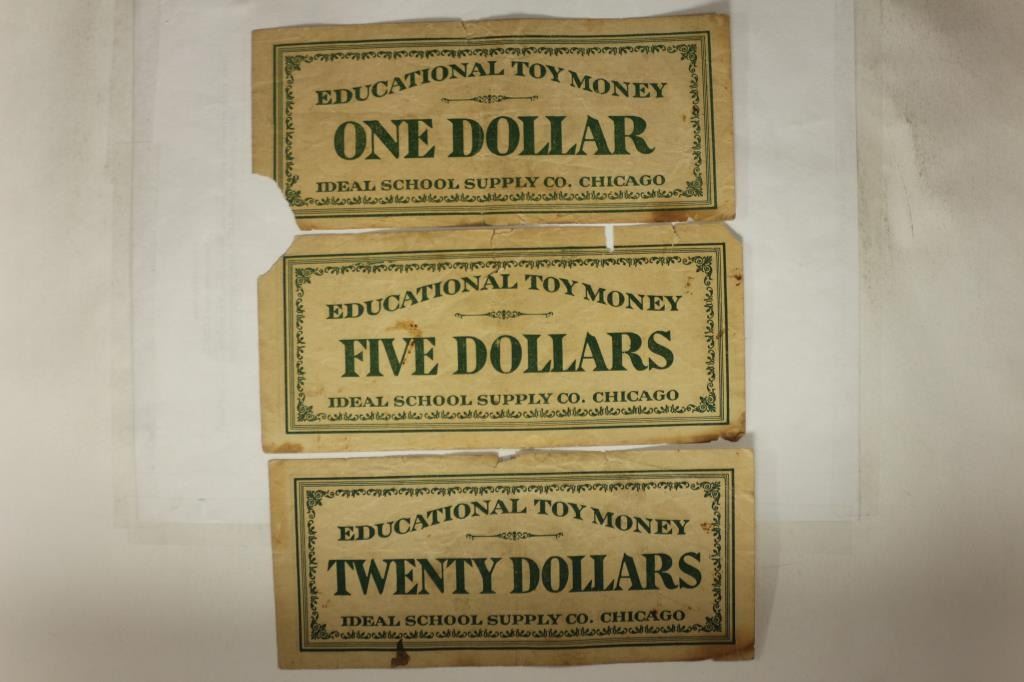 EDUCATIONAL TOY MONEY
ONE DOLLAR
IDEAL SCHOOL SUPPLY CO. CHICAGO
EDUCATIONAL TOY MONEY
FIVE DOLLARS
IDEAL SCHOOL SUPPLY CO. CHICAGO
EDUCATIONAL TOY MONEY
TWENTY DOLLARS
IDEAL SCHOOL SUPPLY CO. CHICAGO